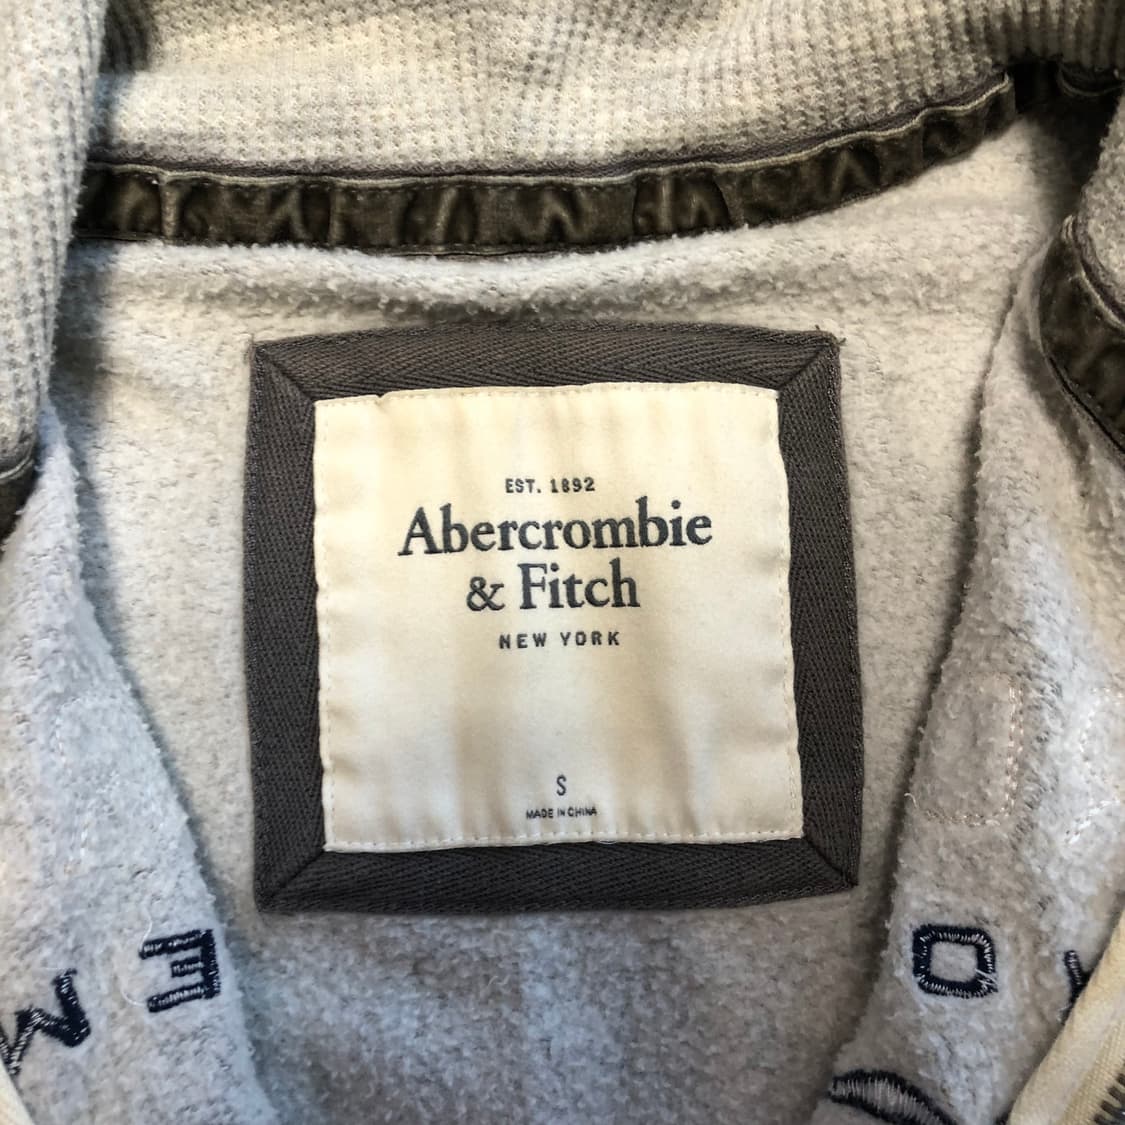 EST. 1892
Abercrombie
& Fitch
NEW YORK
S
MADE IN CHINA